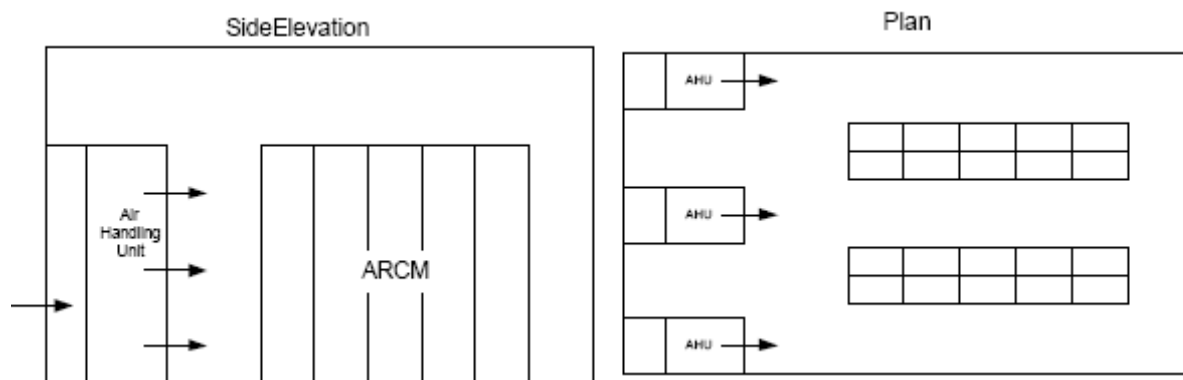 SideElevation
Plan
Air
Handling
Unit
ARCM
AHU
AHU
AHU